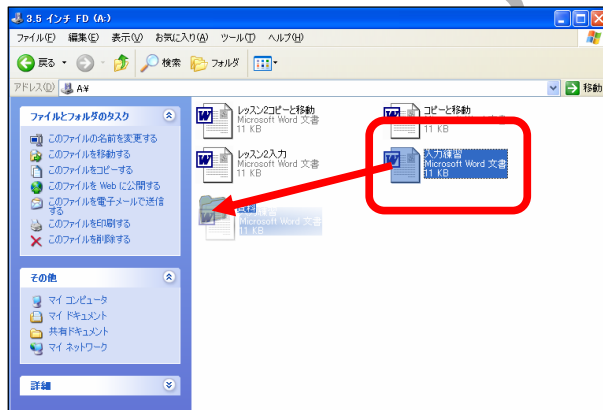 3.5 インチ FD (A:)
ファイル(F) 編集(E) 表示(V) お気に入り(A) ツール(T) ヘルプ(H)
戻る 検索 フォルダ
アドレス(D) A:¥ 移動
ファイルとフォルダのタスク
このファイルの名前を変更する
このファイルを移動する
このファイルをコピーする
このファイルを Web に公開する
このファイルを電子メールで送信
する
このファイルを印刷する
このファイルを削除する
その他
マイ コンピュータ
マイ ドキュメント
共有ドキュメント
マイ ネットワーク
詳細
レッスン2コピーと移動
Microsoft Word 文書
11 KB
コピーと移動
11 KB
レッスン2入力
Microsoft Word 文書
11 KB
入力練習
Microsoft Word 文書
11 KB
練習
Microsoft Word 文書
11 KB